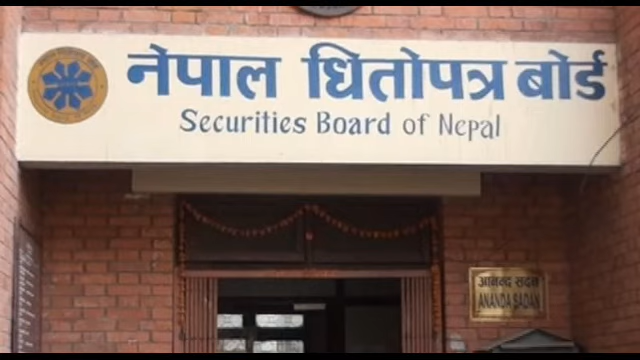 नेपाल धितोपत्र बोर्ड
Securities Board of Nepal
आनन्द सदन
ANANDA SADAN